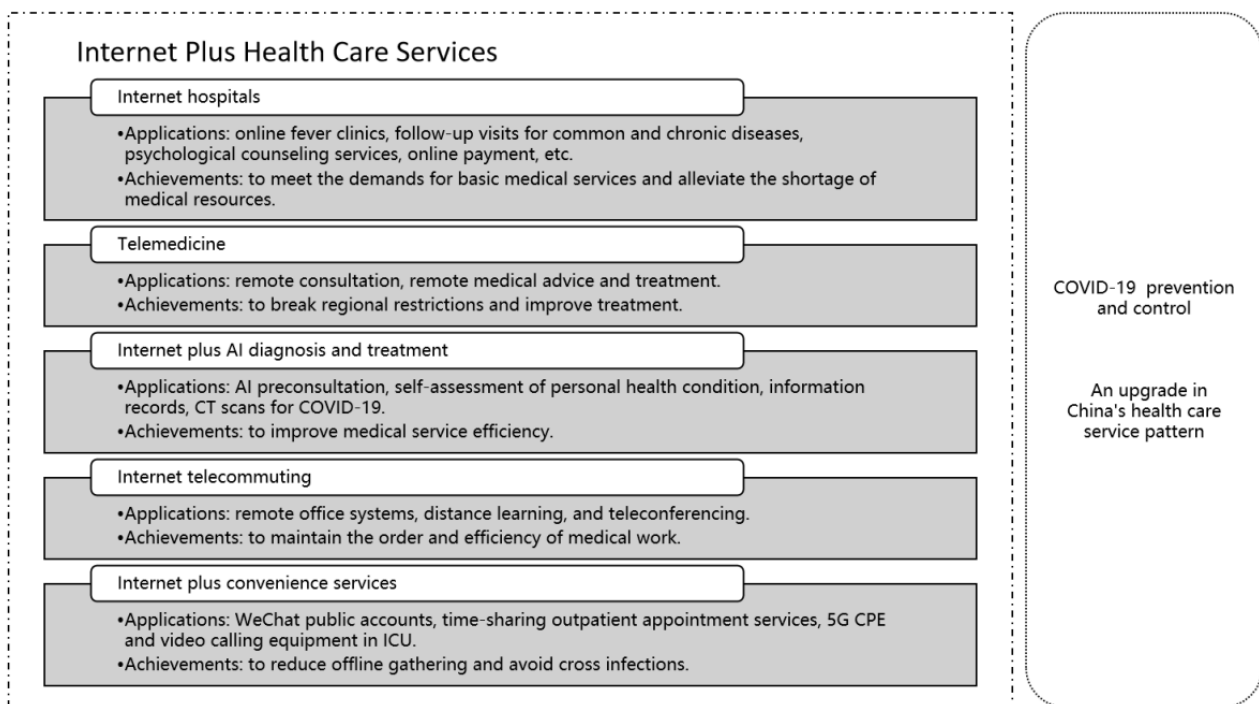 Internet Plus Health Care Services
Internet hospitals
•Applications: online fever clinics, follow-up visits for common and chronic diseases,
psychological counseling services, online payment, etc.
•Achievements: to meet the demands for basic medical services and alleviate the shortage of
medical resources.
Telemedicine
•Applications: remote consultation, remote medical advice and treatment.
•Achievements: to break regional restrictions and improve treatment.
Internet plus AI diagnosis and treatment
•Applications: AI preconsultation, self-assessment of personal health condition, information
records, CT scans for COVID-19.
•Achievements: to improve medical service efficiency.
Internet telecommuting
•Applications: remote office systems, distance learning, and teleconferencing.
•Achievements: to maintain the order and efficiency of medical work.
Internet plus convenience services
•Applications: WeChat public accounts, time-sharing outpatient appointment services, 5G CPE
and video calling equipment in ICU.
•Achievements: to reduce offline gathering and avoid cross infections.
COVID-19 prevention
and control
An upgrade in
China's health care
service pattern